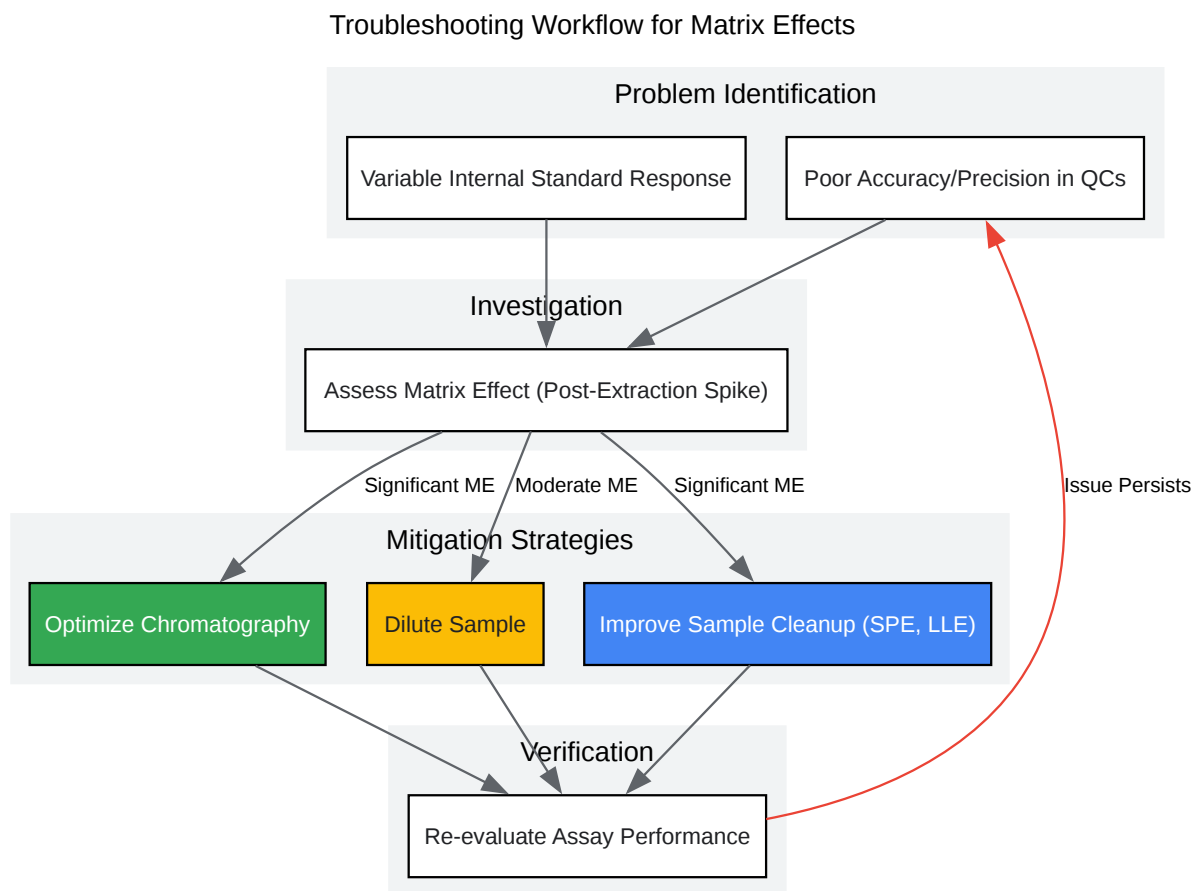 Troubleshooting Workflow for Matrix Effects
Problem Identification
Variable Internal Standard Response
Poor Accuracy/Precision in QCs
Investigation
Assess Matrix Effect (Post-Extraction Spike)
Significant ME
Moderate ME
Significant ME
Issue Persists
Mitigation Strategies
Optimize Chromatography
Dilute Sample
Improve Sample Cleanup (SPE, LLE)
Verification
Re-evaluate Assay Performance